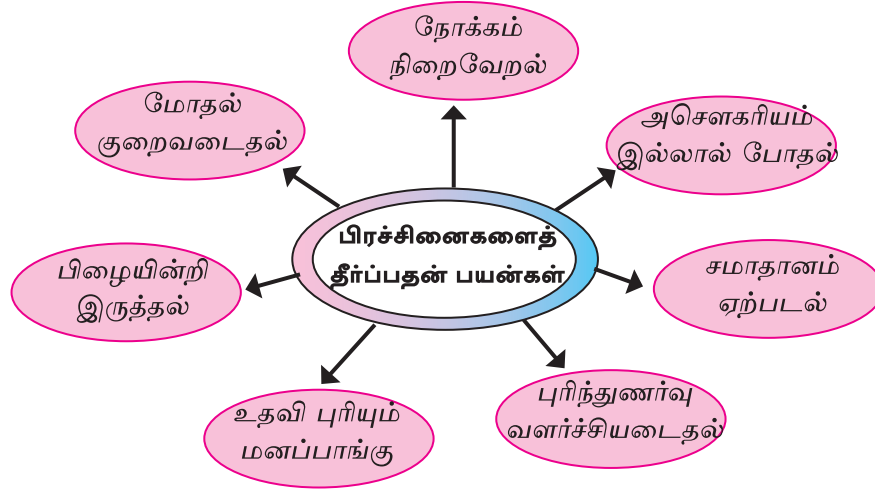 நோக்கம்
நிறைவேறல்
மோதல்
குறைவடைதல்
அசௌகரியம்
இல்லால் போதல்
பிரச்சினைகளைத்
தீர்ப்பதன் பயன்கள்
பிழையின்றி
இருத்தல்
சமாதானம்
ஏற்படல்
உதவி புரியும்
மனப்பாங்கு
புரிந்துணர்வு
வளர்ச்சியடைதல்